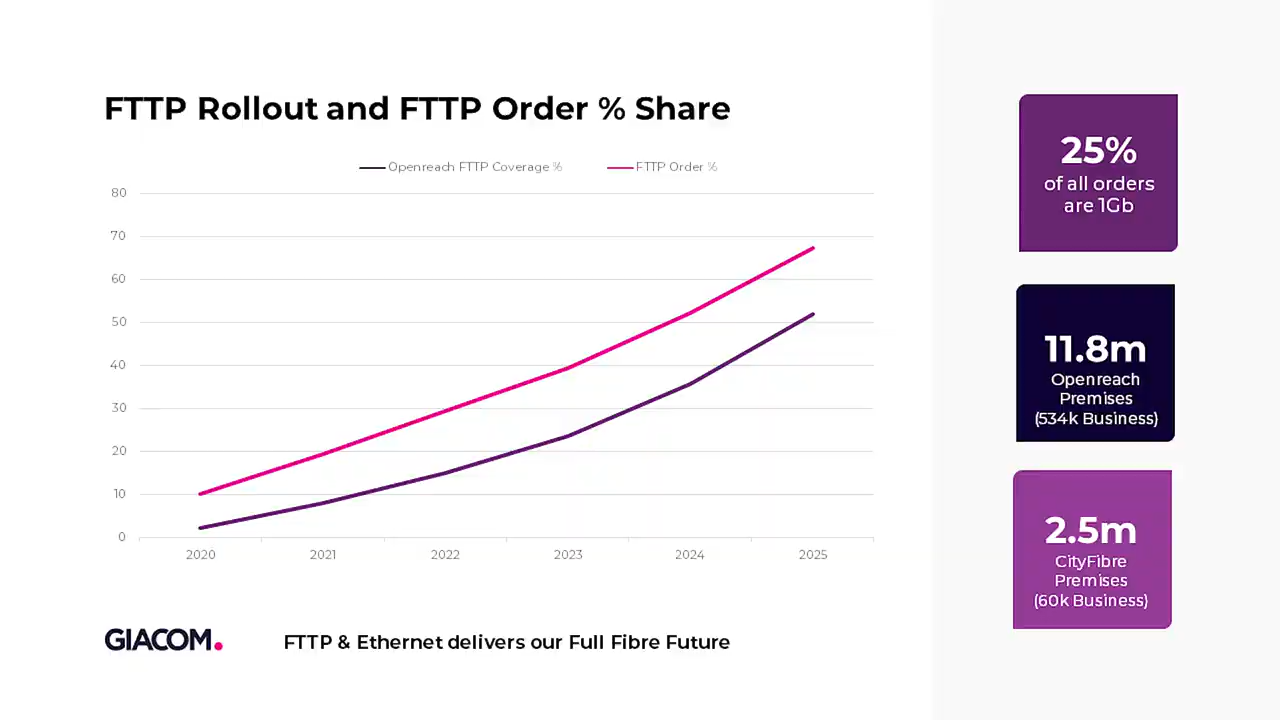 FTTP Rollout and FTTP Order % Share
Openreach FTTP Coverage % FTTP Order %
80
70
60
50
40
30
20
10
0
2020 2021 2022 2023 2024 2025
GIACOM.
FTTP & Ethernet delivers our Full Fibre Future
25%
of all orders
are 1Gb
11.8m
Openreach
Premises
(534k Business)
2.5m
CityFibre
Premises
(60k Business)